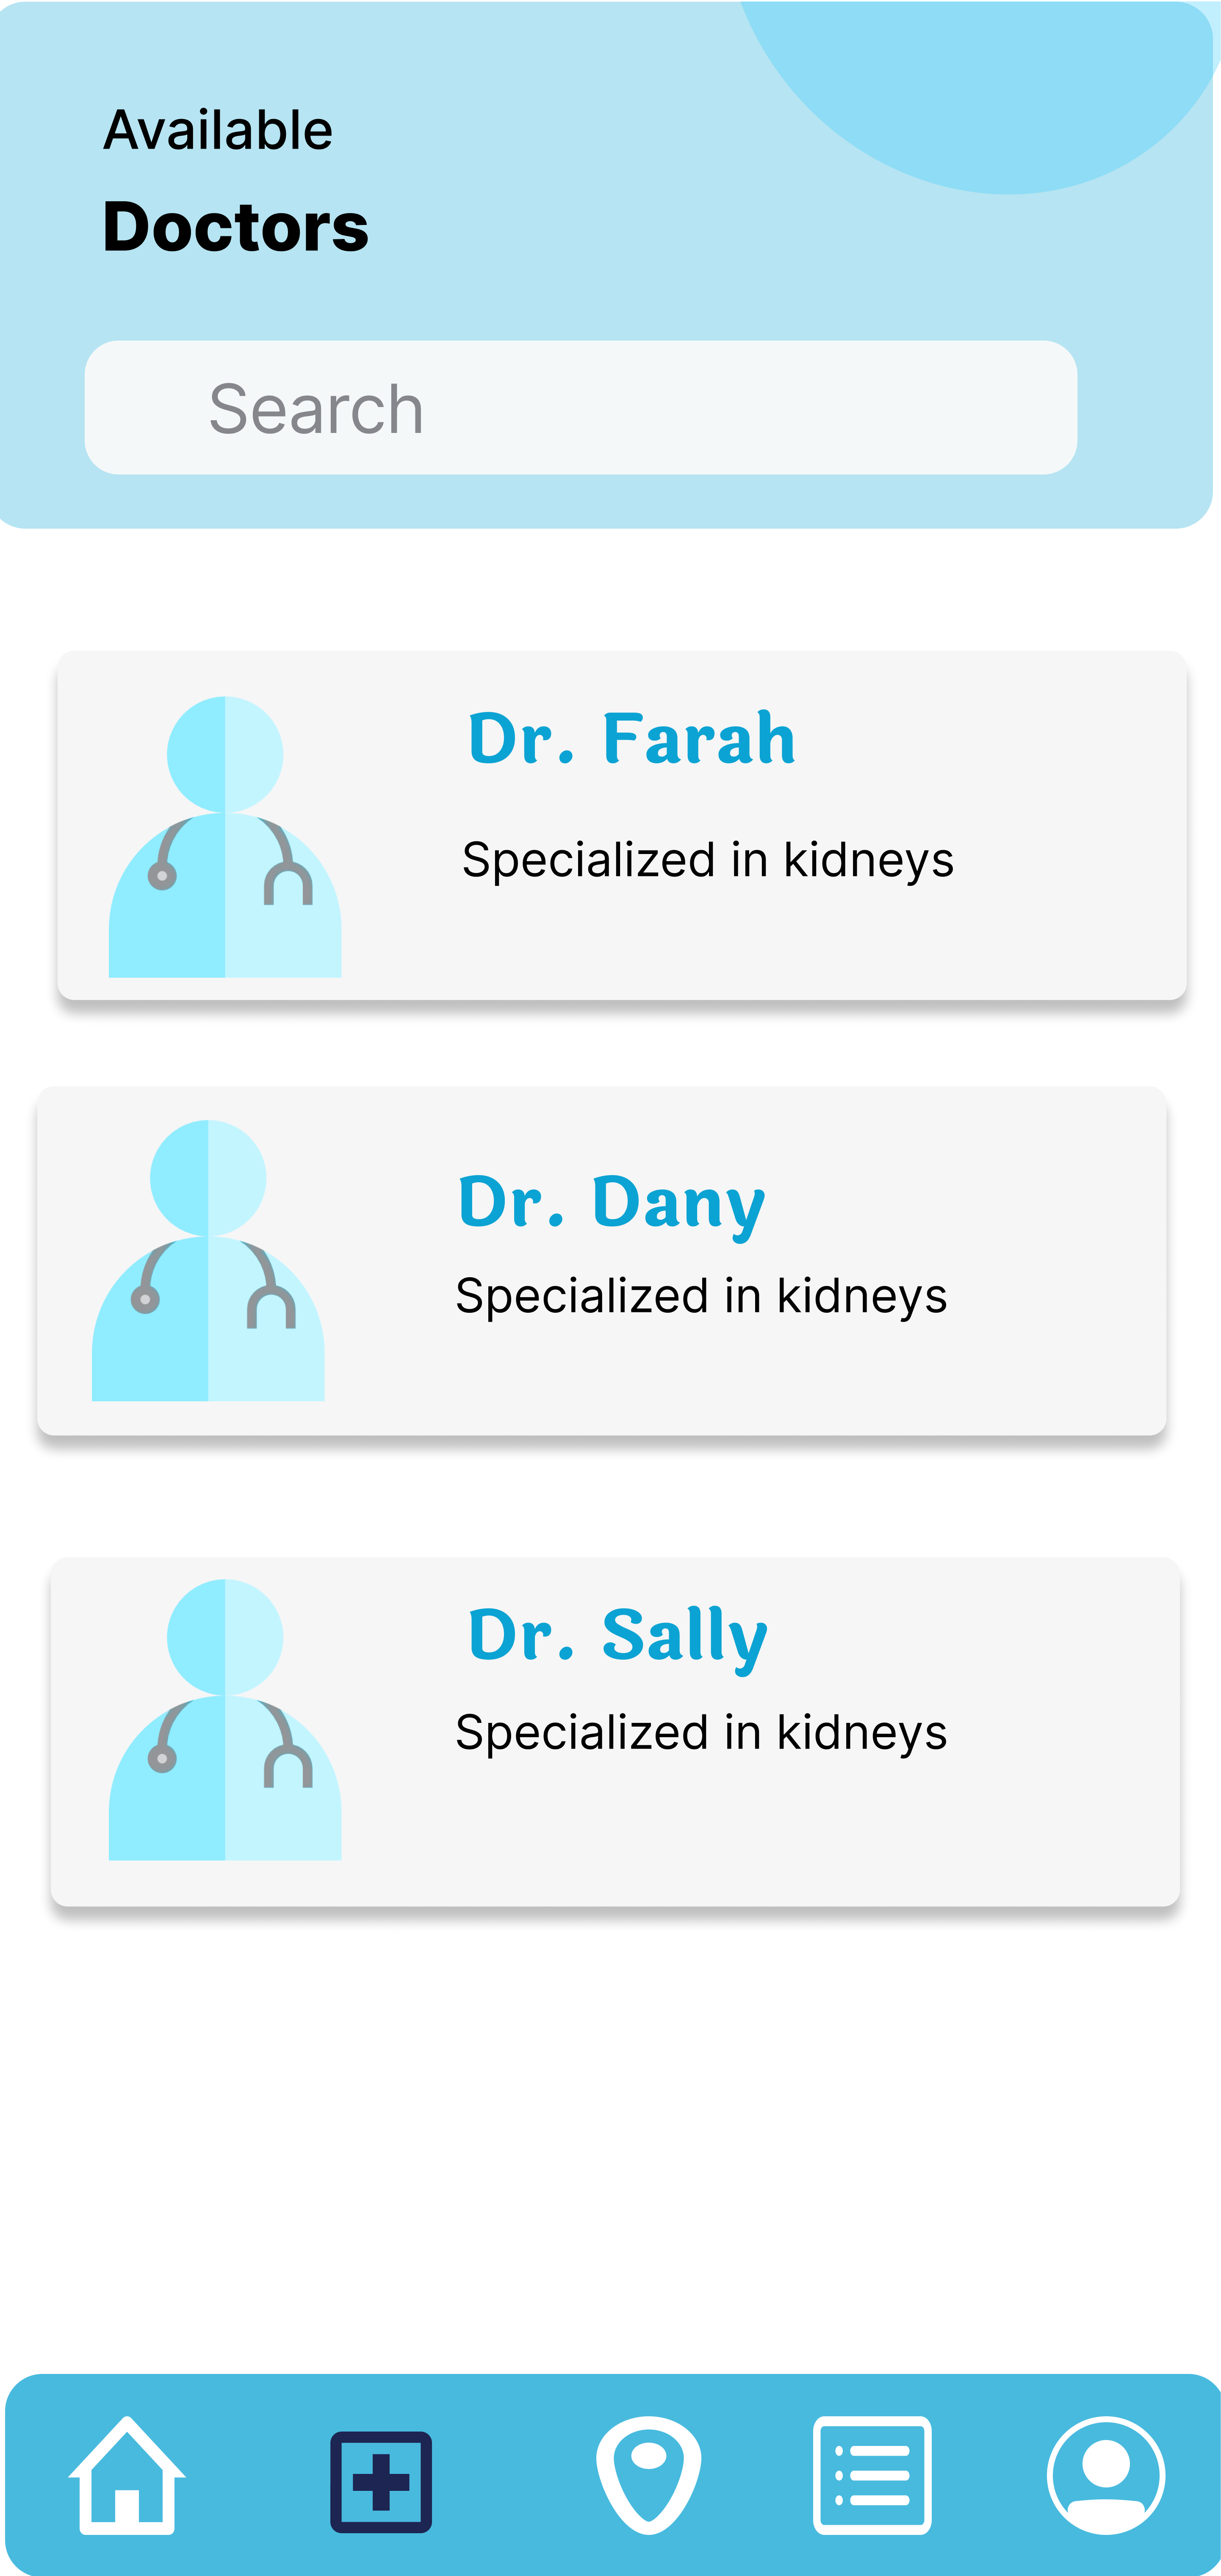 Available
Doctors
Search
Dr. Farah
Specialized in kidneys
Dr. Dany
Specialized in kidneys
Dr. Sally
Specialized in kidneys